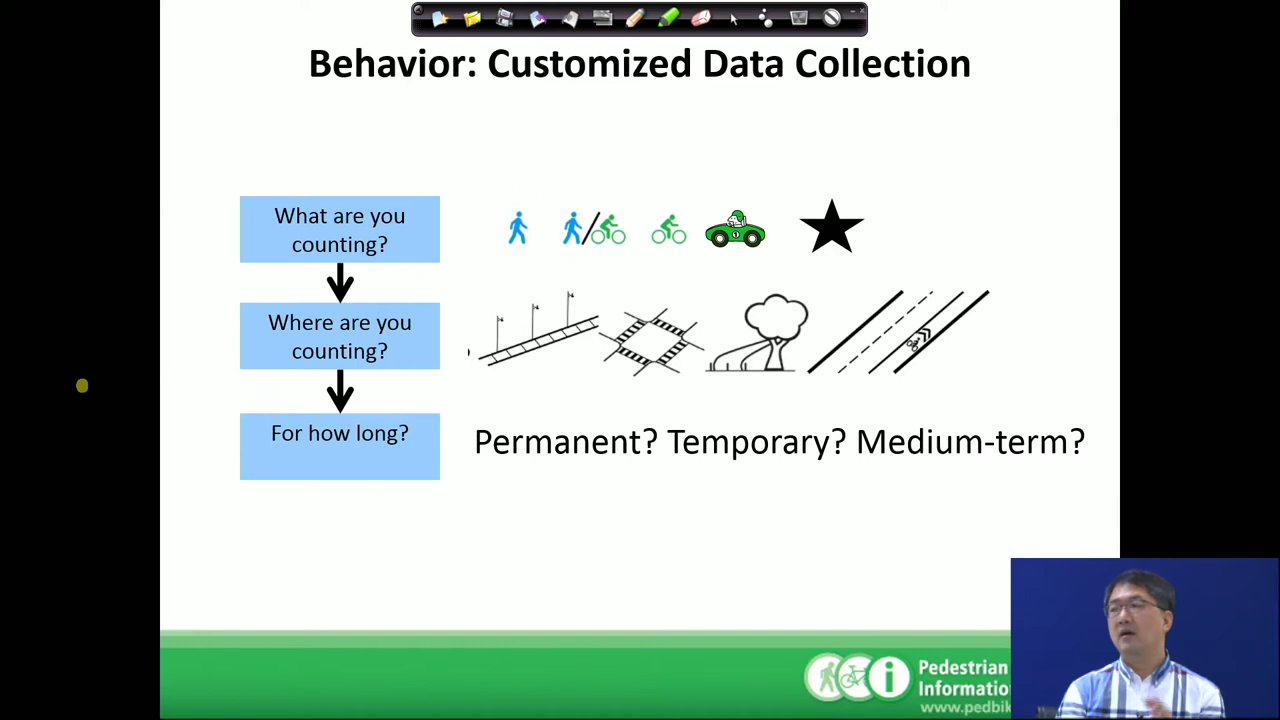 Behavior: Customized Data Collection
What are you
counting?
Where are you
counting?
For how long?
Permanent? Temporary? Medium-term?
Pedestrian
Informatio
www.pedbik